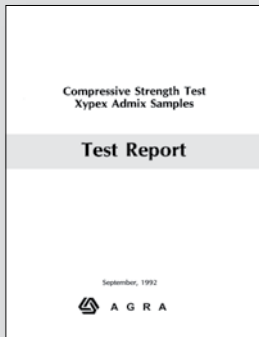 Compressive Strength Test
Xypex Admix Samples
Test Report
September, 1992
AGRA